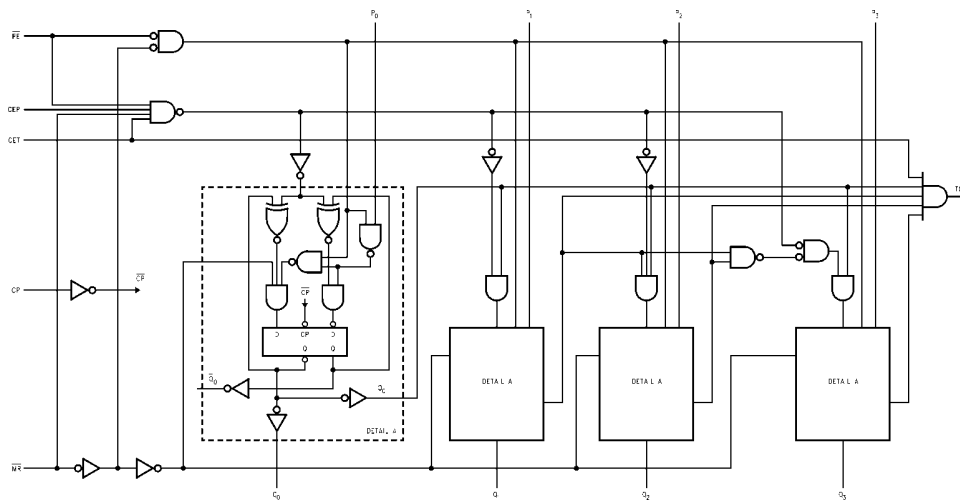 P0
P1
P2
P3
PE
CEP
CET
TC
CP
CP
CP
D
CP
D
Q
Q
Q0
Q0
DETAIL A
DETAIL A
DETAIL A
DETAIL A
MR
Q0
Q
Q2
Q3